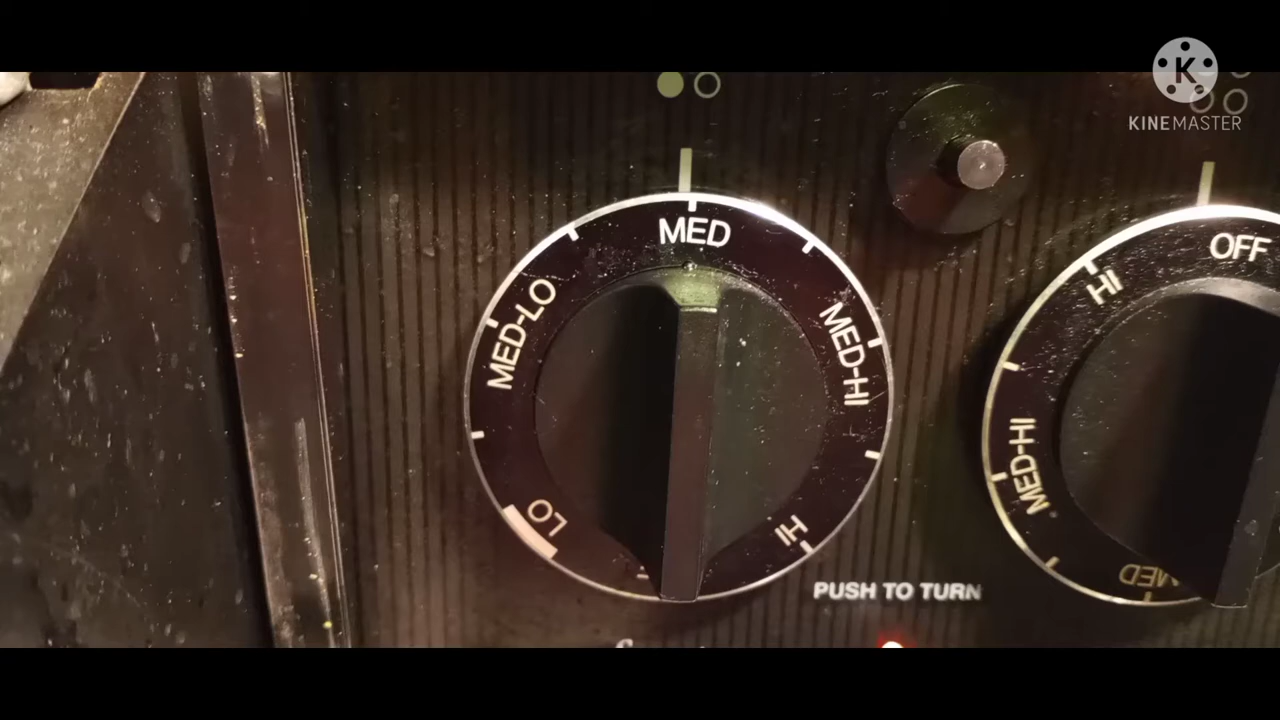 K
KINEMASTER
MED
MED-LO
MED-HI
LO
HI
PUSH TO TURN
OFF
HI
MED-HI
MED